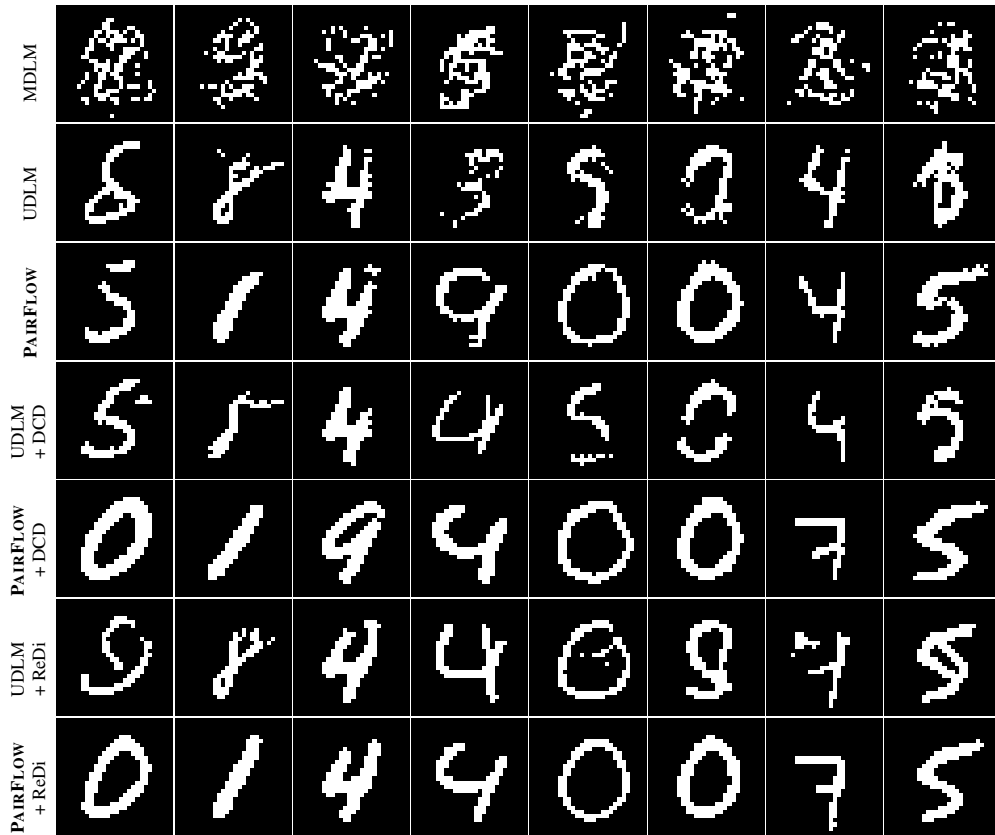 MDLM
UDLM
PAIRFLOW
UDLM
+ DCD
PAIRFLOW
+ DCD
UDLM
+ ReDi
PAIRFLOW
+ ReDi